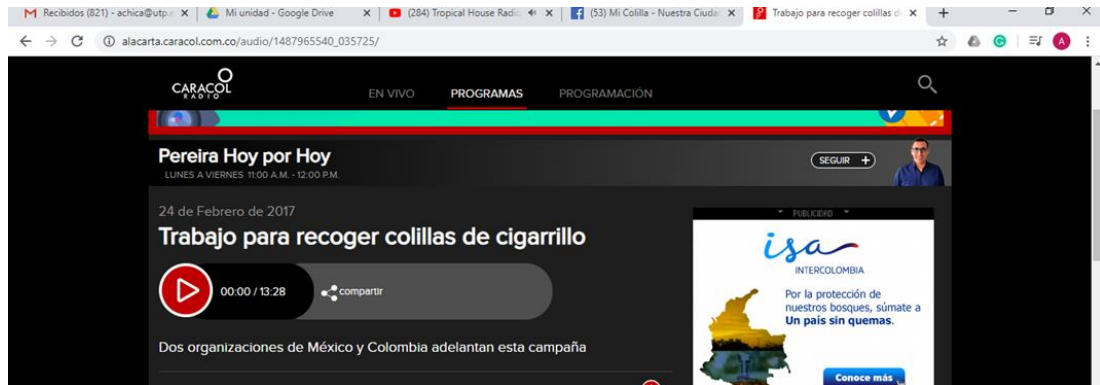 Recibidos (821) - achica@utp.e
Mi unidad - Google Drive
(284) Tropical House Radio
(53) Mi Colilla - Nuestra Ciudad
Trabajo para recoger colillas d
alacarta.caracol.com.co/audio/1487965540_035725/
A
CARACOL
RADIO
EN VIVO
PROGRAMAS
PROGRAMACIÓN
Pereira Hoy por Hoy
LUNES A VIERNES 11:00 A.M. - 12:00 P.M.
SEGUIR +
24 de Febrero de 2017
Trabajo para recoger colillas de cigarrillo
00:00 / 13:28
compartir
Dos organizaciones de México y Colombia adelantan esta campaña
PUBLICIDAD
isa
INTERCOLOMBIA
Por la protección de
nuestros bosques, súmate a
Un país sin quemas.
Conoce más